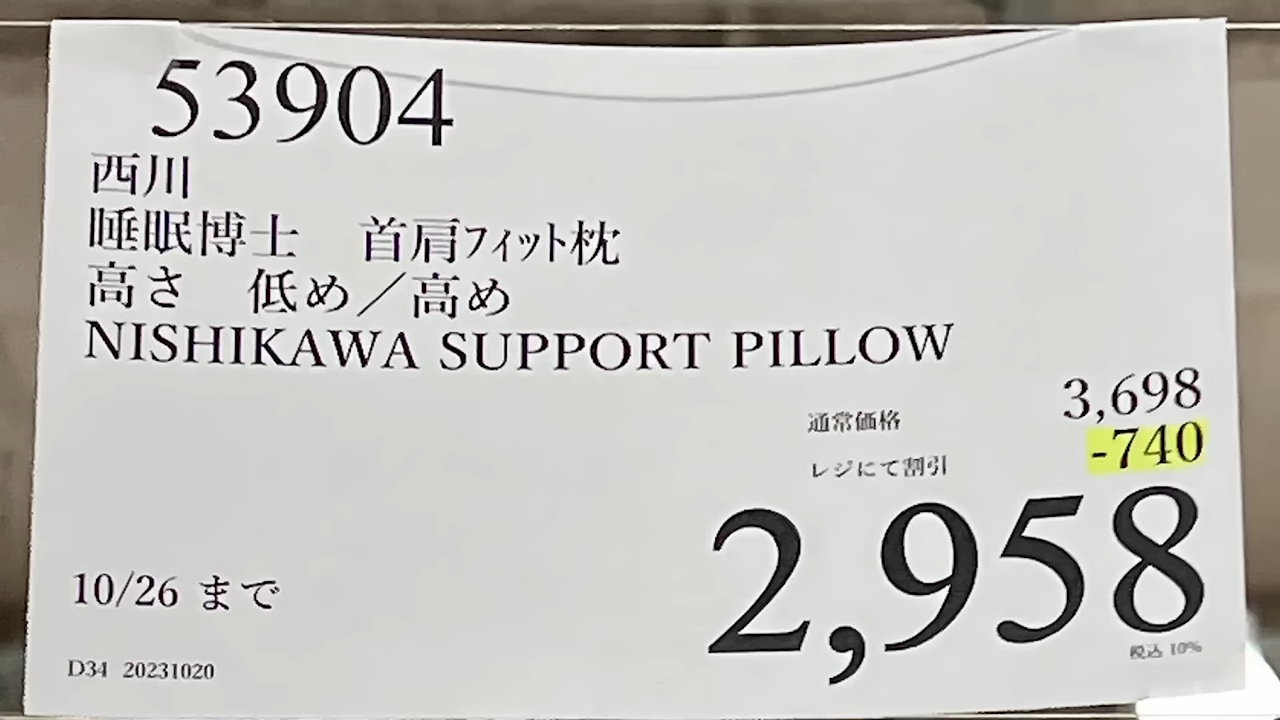 53904
西川
睡眠博士　首肩フィット枕
高さ　低め／高め
NISHIKAWA SUPPORT PILLOW
通常価格 3,698
レジにて割引 -740
2,958
税込 10%
10/26 まで
D34 20231020